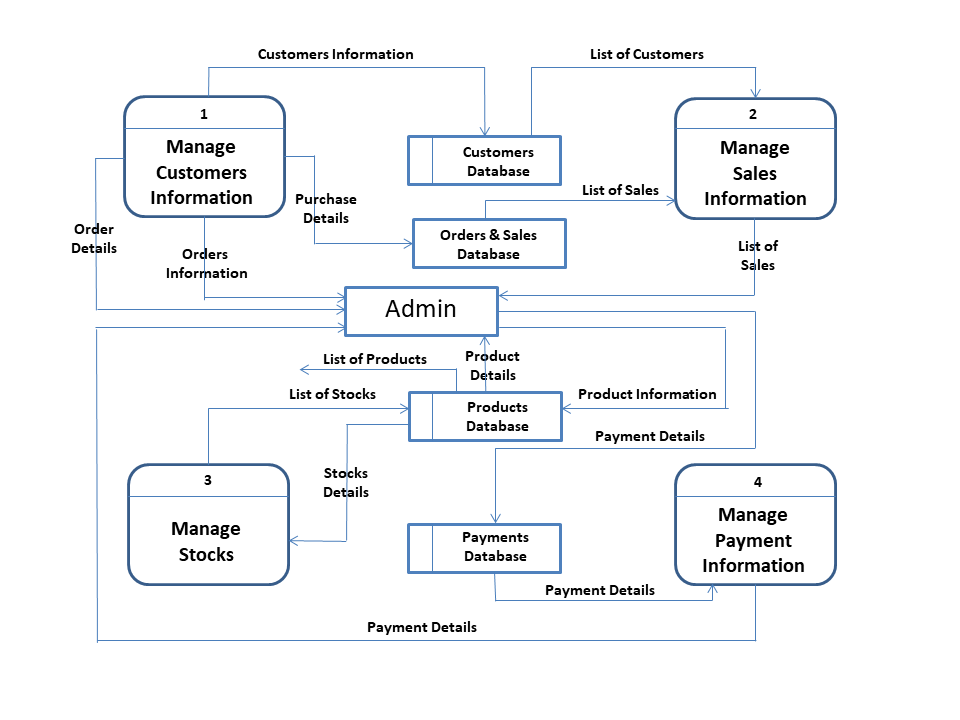 Customers Information
List of Customers
1
Manage
Customers
Information
Customers
Database
2
Manage
Sales
Information
List of Sales
Purchase
Details
Order
Details
Orders & Sales
Database
Orders
Information
List of
Sales
Admin
List of Products
Product
Details
List of Stocks
Product Information
Products
Database
Payment Details
Stocks
Details
3
Manage
Stocks
4
Manage
Payment
Information
Payments
Database
Payment Details
Payment Details